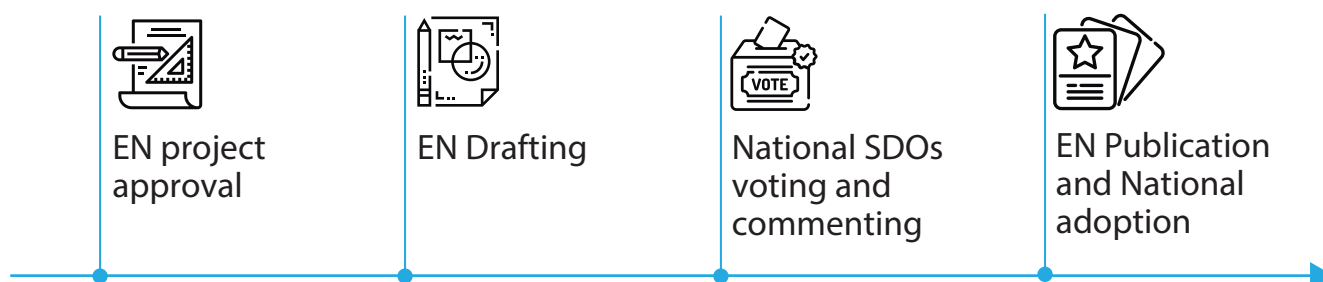 EN project
approval
EN Drafting
VOTE
National SDOs
voting and
commenting
EN Publication
and National
adoption